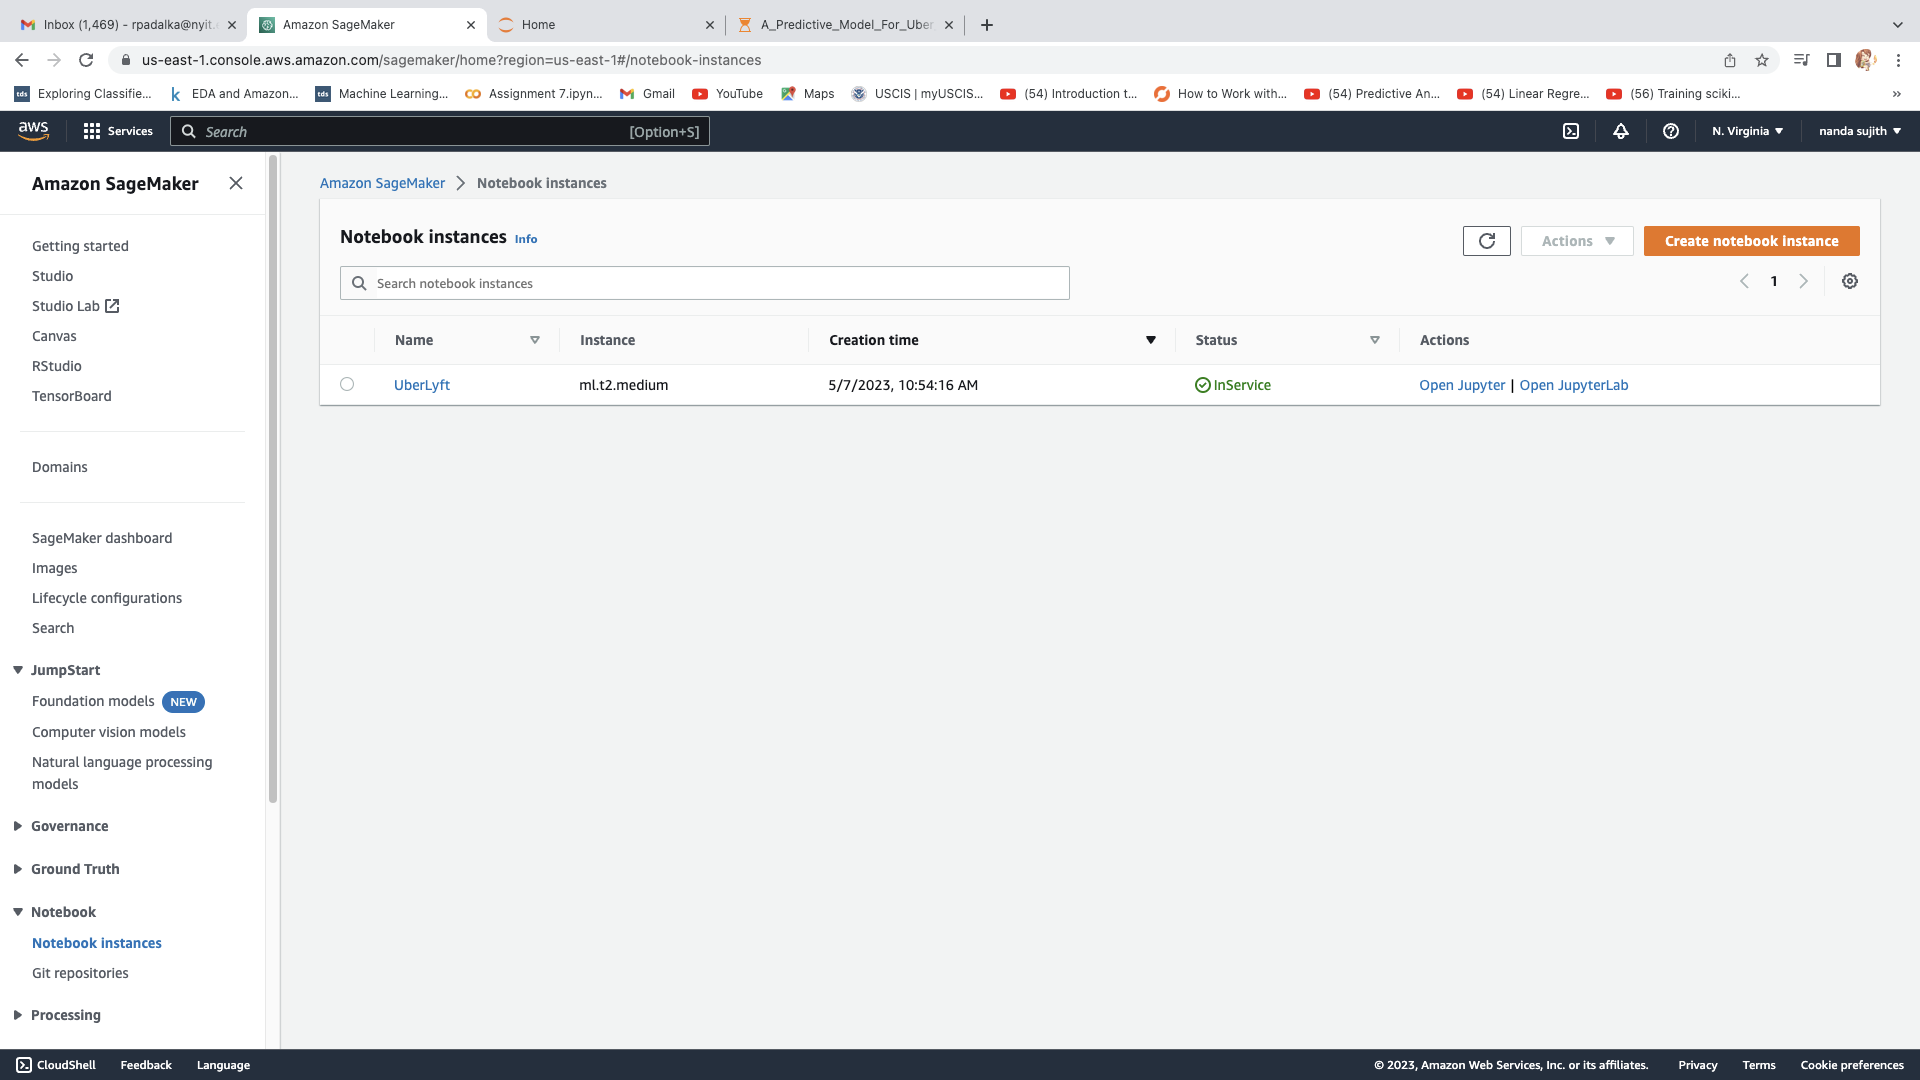 Inbox (1,469) - rpadalka@nyit.
Amazon SageMaker
Home
A_Predictive_Model_For_Uber
us-east-1.console.aws.amazon.com/sagemaker/home?region=us-east-1#/notebook-instances
tds Exploring Classifie...
EDA and Amazon...
tds Machine Learning...
Assignment 7.ipyn...
Gmail
YouTube
Maps
USCIS | myUSCIS...
(54) Introduction t...
How to Work with...
(54) Predictive An...
(54) Linear Regre...
(56) Training sciki...
aws
Services
Search
[Option+S]
N. Virginia
nanda sujith
Amazon SageMaker
Getting started
Studio
Studio Lab
Canvas
RStudio
TensorBoard
Domains
SageMaker dashboard
Images
Lifecycle configurations
Search
JumpStart
Foundation models NEW
Computer vision models
Natural language processing
models
Governance
Ground Truth
Notebook
Notebook instances
Git repositories
Processing
Amazon SageMaker > Notebook instances
Notebook instances Info
Actions
Create notebook instance
Search notebook instances
1
Name Instance Creation time Status Actions
UberLyft ml.t2.medium 5/7/2023, 10:54:16 AM InService Open Jupyter | Open JupyterLab
CloudShell Feedback Language © 2023, Amazon Web Services, Inc. or its affiliates. Privacy Terms Cookie preferences